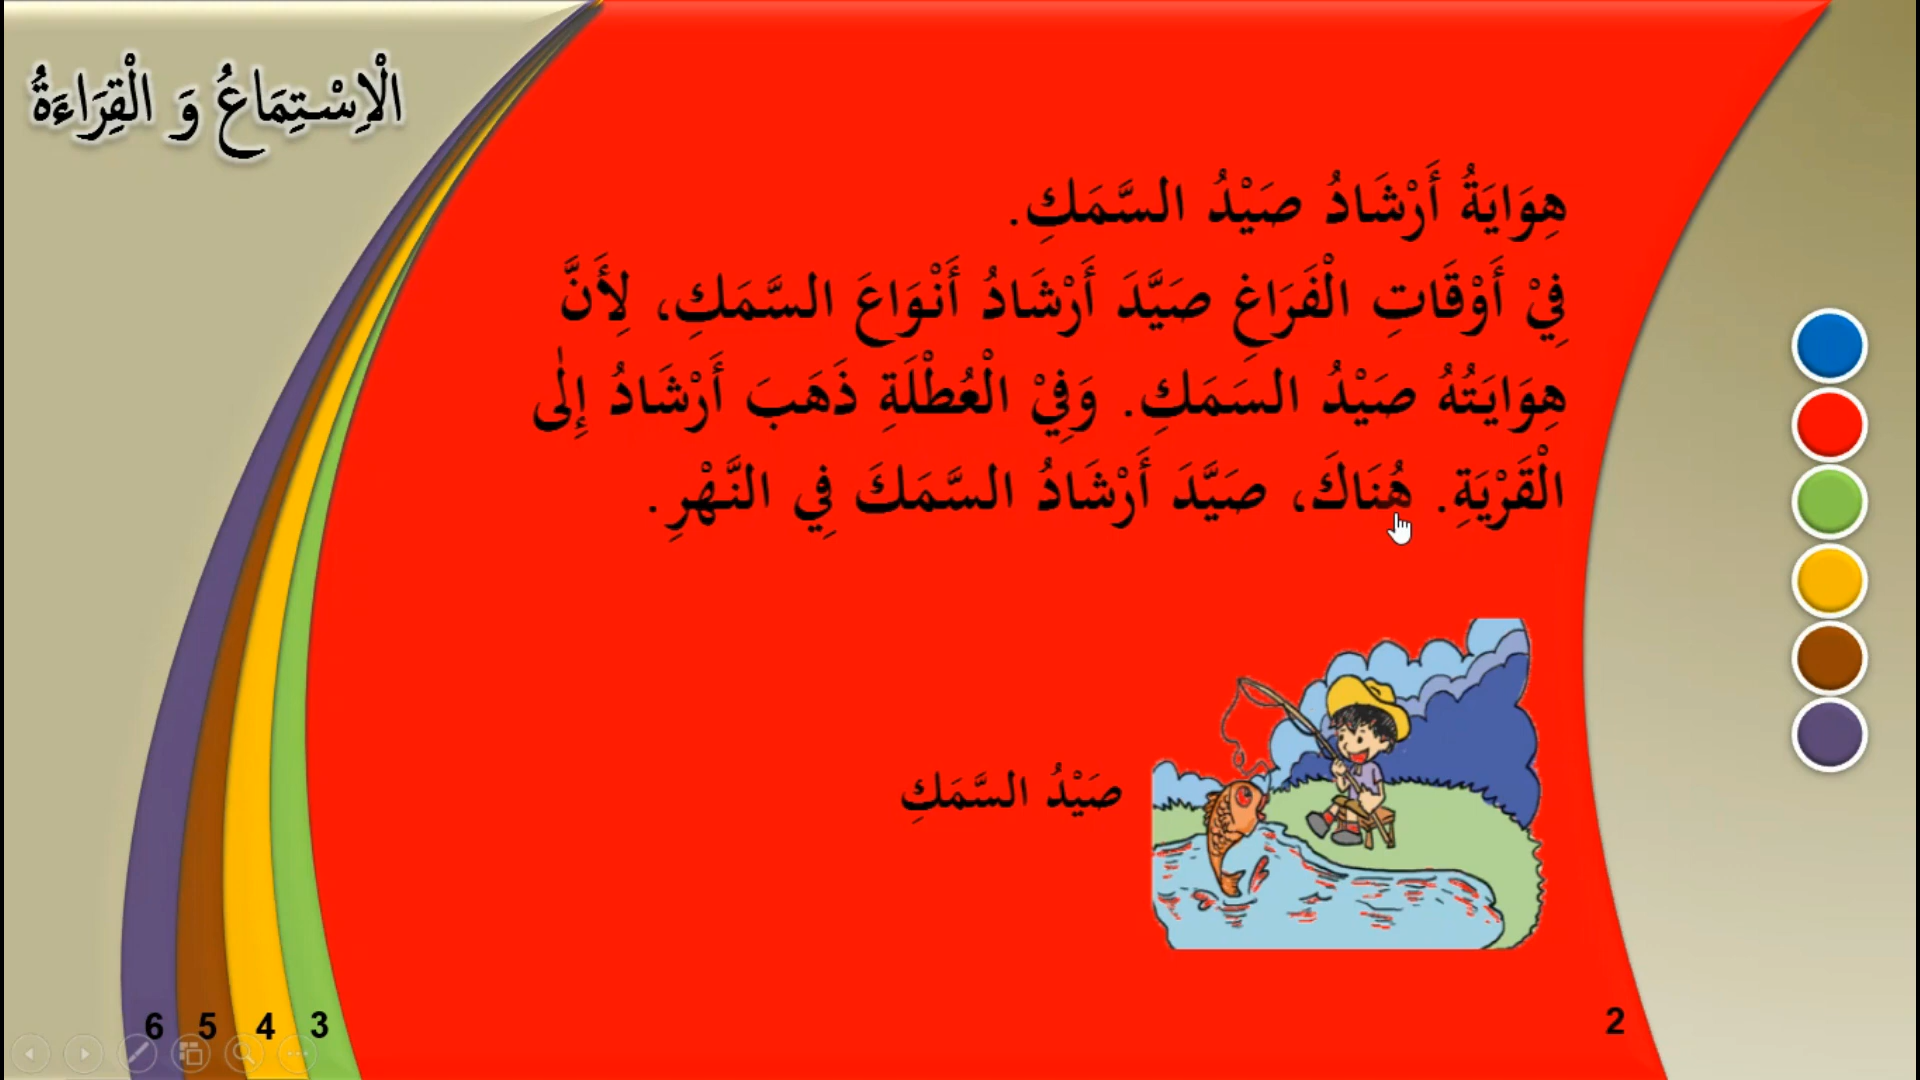 الْاِسْتِمَاعُ وَ الْقِرَاءَةُ
هِوَايَةُ أَرْشَادُ صَيْدُ السَّمَكِ.
فِيْ أَوْقَاتِ الْفَرَاغِ صَيَّدَ أَرْشَادُ أَنْوَاعَ السَّمَكِ، لِأَنَّ
هِوَايَتُهُ صَيْدُ السَمَكِ. وَفِيْ الْعُطْلَةِ ذَهَبَ أَرْشَادُ إِلٰى
الْقَرْيَةِ. هُنَاكَ، صَيَّدَ أَرْشَادُ السَّمَكَ فِي النَّهْرِ.
صَيْدُ السَّمَكِ
6 5 4 3 2